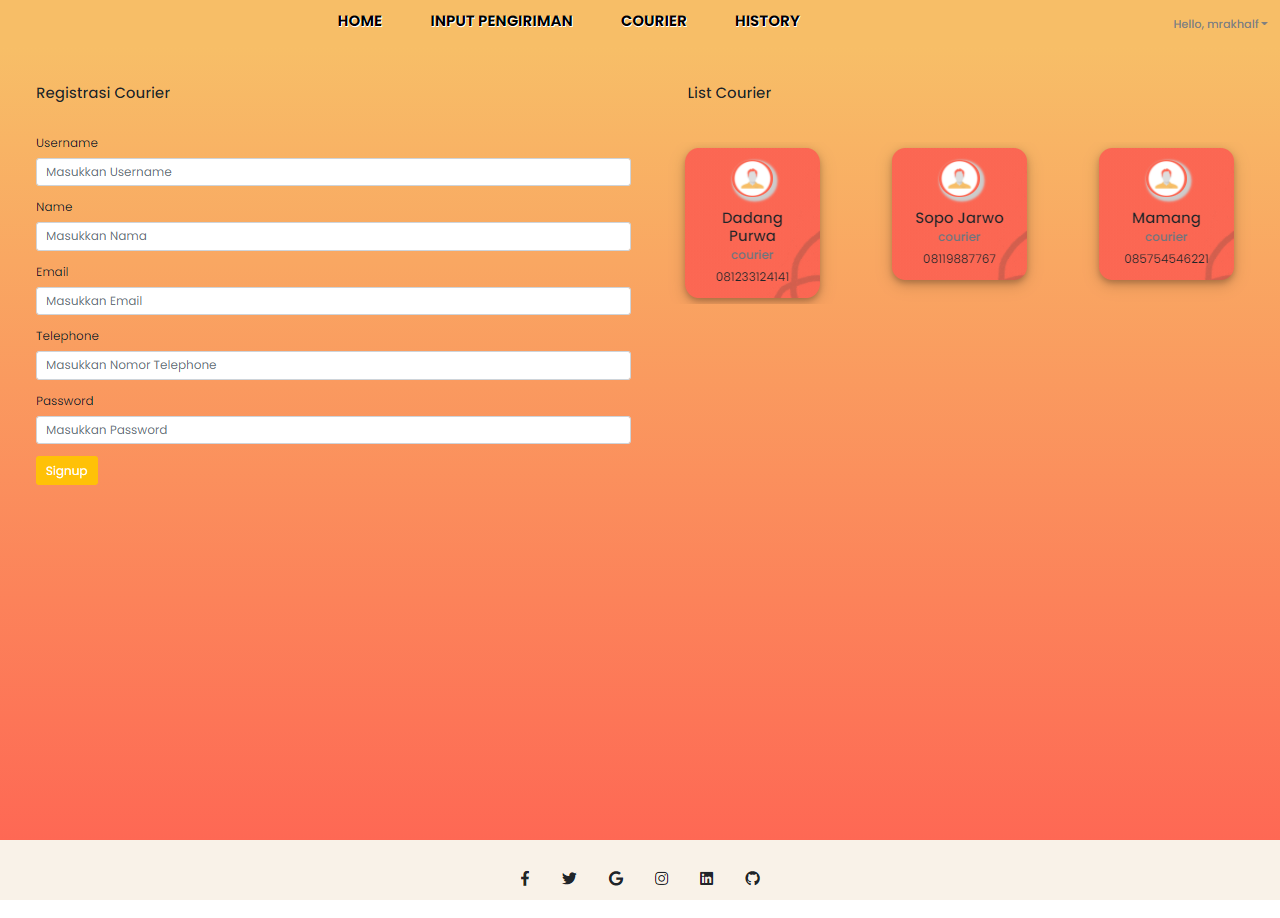 HOME
INPUT PENGIRIMAN
COURIER
HISTORY
Hello, mrakhalf
Registrasi Courier
Username
Masukkan Username
Name
Masukkan Nama
Email
Masukkan Email
Telephone
Masukkan Nomor Telephone
Password
Masukkan Password
SIgnup
List Courier
Dadang
Purwa
courier
081233124141
Sopo Jarwo
courier
08119887767
Mamang
courier
085754546221